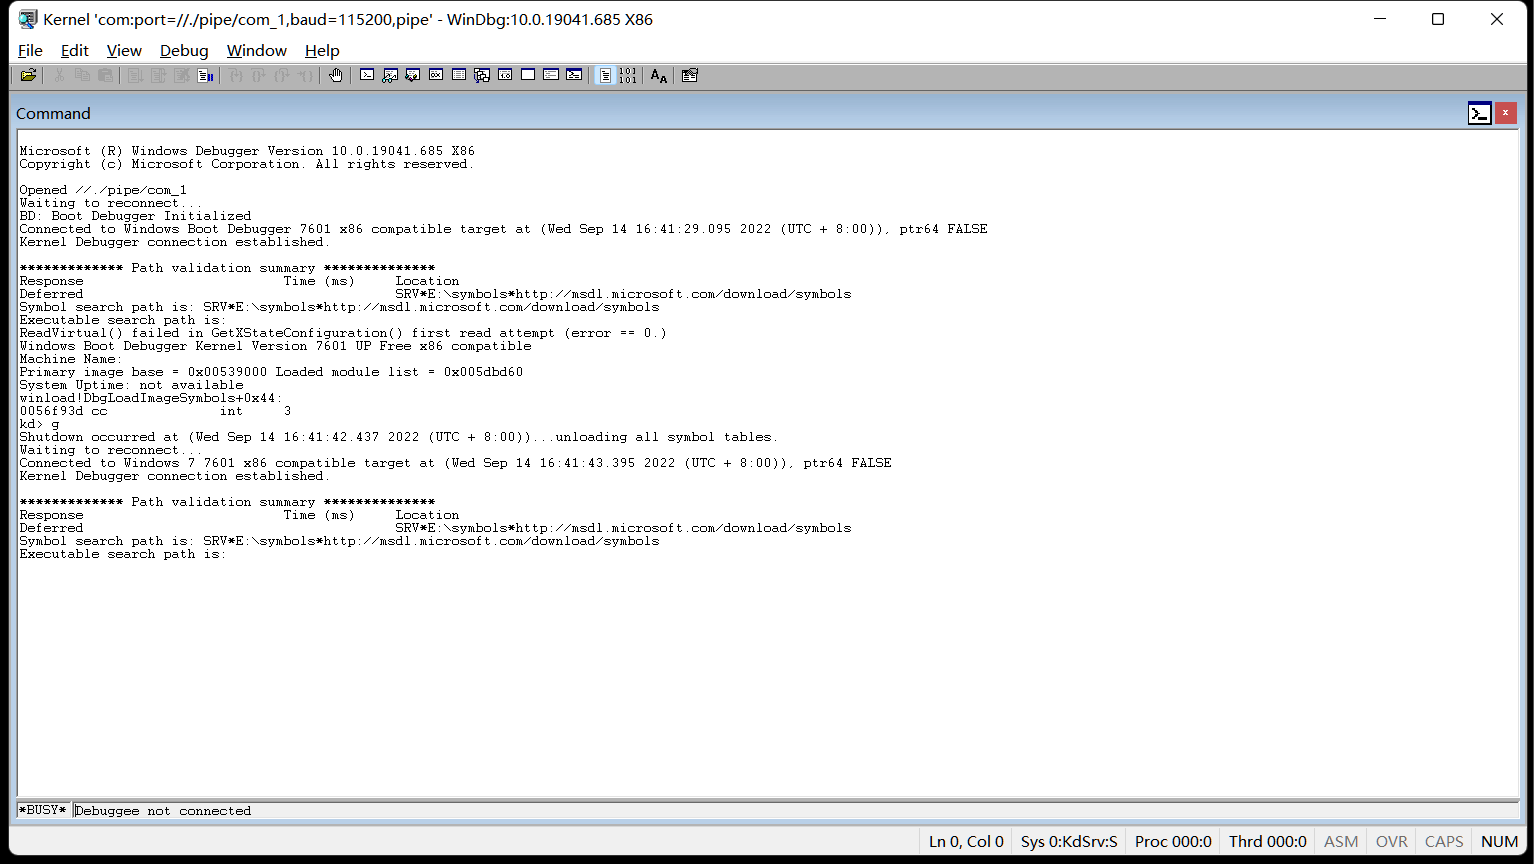 Kernel 'com:port=//./pipe/com_1,baud=115200,pipe' - WinDbg:10.0.19041.685 X86
File Edit View Debug Window Help
Command
Microsoft (R) Windows Debugger Version 10.0.19041.685 X86
Copyright (c) Microsoft Corporation. All rights reserved.
Opened //./pipe/com_1
Waiting to reconnect...
BD: Boot Debugger Initialized
Connected to Windows Boot Debugger 7601 x86 compatible target at (Wed Sep 14 16:41:29.095 2022 (UTC + 8:00)), ptr64 FALSE
Kernel Debugger connection established.
************* Path validation summary **************
Response Time (ms) Location
Deferred SRV*E:\symbols*http://msdl.microsoft.com/download/symbols
Symbol search path is: SRV*E:\symbols*http://msdl.microsoft.com/download/symbols
Executable search path is:
ReadVirtual() failed in GetXStateConfiguration() first read attempt (error == 0.)
Windows Boot Debugger Kernel Version 7601 UP Free x86 compatible
Machine Name:
Primary image base = 0x00539000 Loaded module list = 0x005dbd60
System Uptime: not available
winload!DbgLoadImageSymbols+0x44:
0056f93d cc int 3
kd> g
Shutdown occurred at (Wed Sep 14 16:41:42.437 2022 (UTC + 8:00))...unloading all symbol tables.
Waiting to reconnect...
Connected to Windows 7 7601 x86 compatible target at (Wed Sep 14 16:41:43.395 2022 (UTC + 8:00)), ptr64 FALSE
Kernel Debugger connection established.
************* Path validation summary **************
Response Time (ms) Location
Deferred SRV*E:\symbols*http://msdl.microsoft.com/download/symbols
Symbol search path is: SRV*E:\symbols*http://msdl.microsoft.com/download/symbols
Executable search path is:
*BUSY* Debuggee not connected
Ln 0, Col 0 Sys 0:KdSrv:S Proc 000:0 Thrd 000:0 ASM OVR CAPS NUM